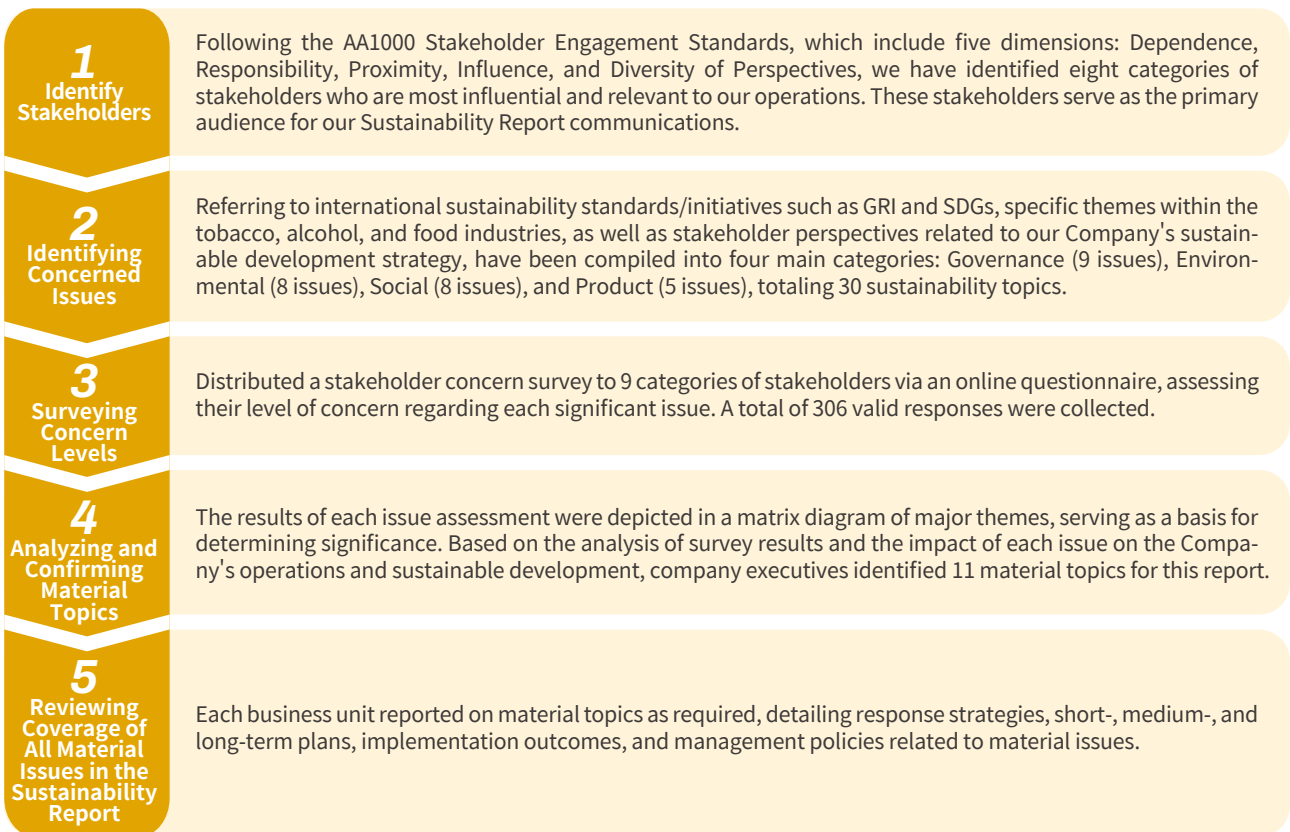 1
Identify
Stakeholders
Following the AA1000 Stakeholder Engagement Standards, which include five dimensions: Dependence,
Responsibility, Proximity, Influence, and Diversity of Perspectives, we have identified eight categories of
stakeholders who are most influential and relevant to our operations. These stakeholders serve as the primary
audience for our Sustainability Report communications.
2
Identifying
Concerned
Issues
Referring to international sustainability standards/initiatives such as GRI and SDGs, specific themes within the
tobacco, alcohol, and food industries, as well as stakeholder perspectives related to our Company's sustain-
able development strategy, have been compiled into four main categories: Governance (9 issues), Environ-
mental (8 issues), Social (8 issues), and Product (5 issues), totaling 30 sustainability topics.
3
Surveying
Concern
Levels
Distributed a stakeholder concern survey to 9 categories of stakeholders via an online questionnaire, assessing
their level of concern regarding each significant issue. A total of 306 valid responses were collected.
4
Analyzing and
Confirming
Material
Topics
The results of each issue assessment were depicted in a matrix diagram of major themes, serving as a basis for
determining significance. Based on the analysis of survey results and the impact of each issue on the Compa-
ny's operations and sustainable development, company executives identified 11 material topics for this report.
5
Reviewing
Coverage of
All Material
Issues in the
Sustainability
Report
Each business unit reported on material topics as required, detailing response strategies, short-, medium-, and
long-term plans, implementation outcomes, and management policies related to material issues.